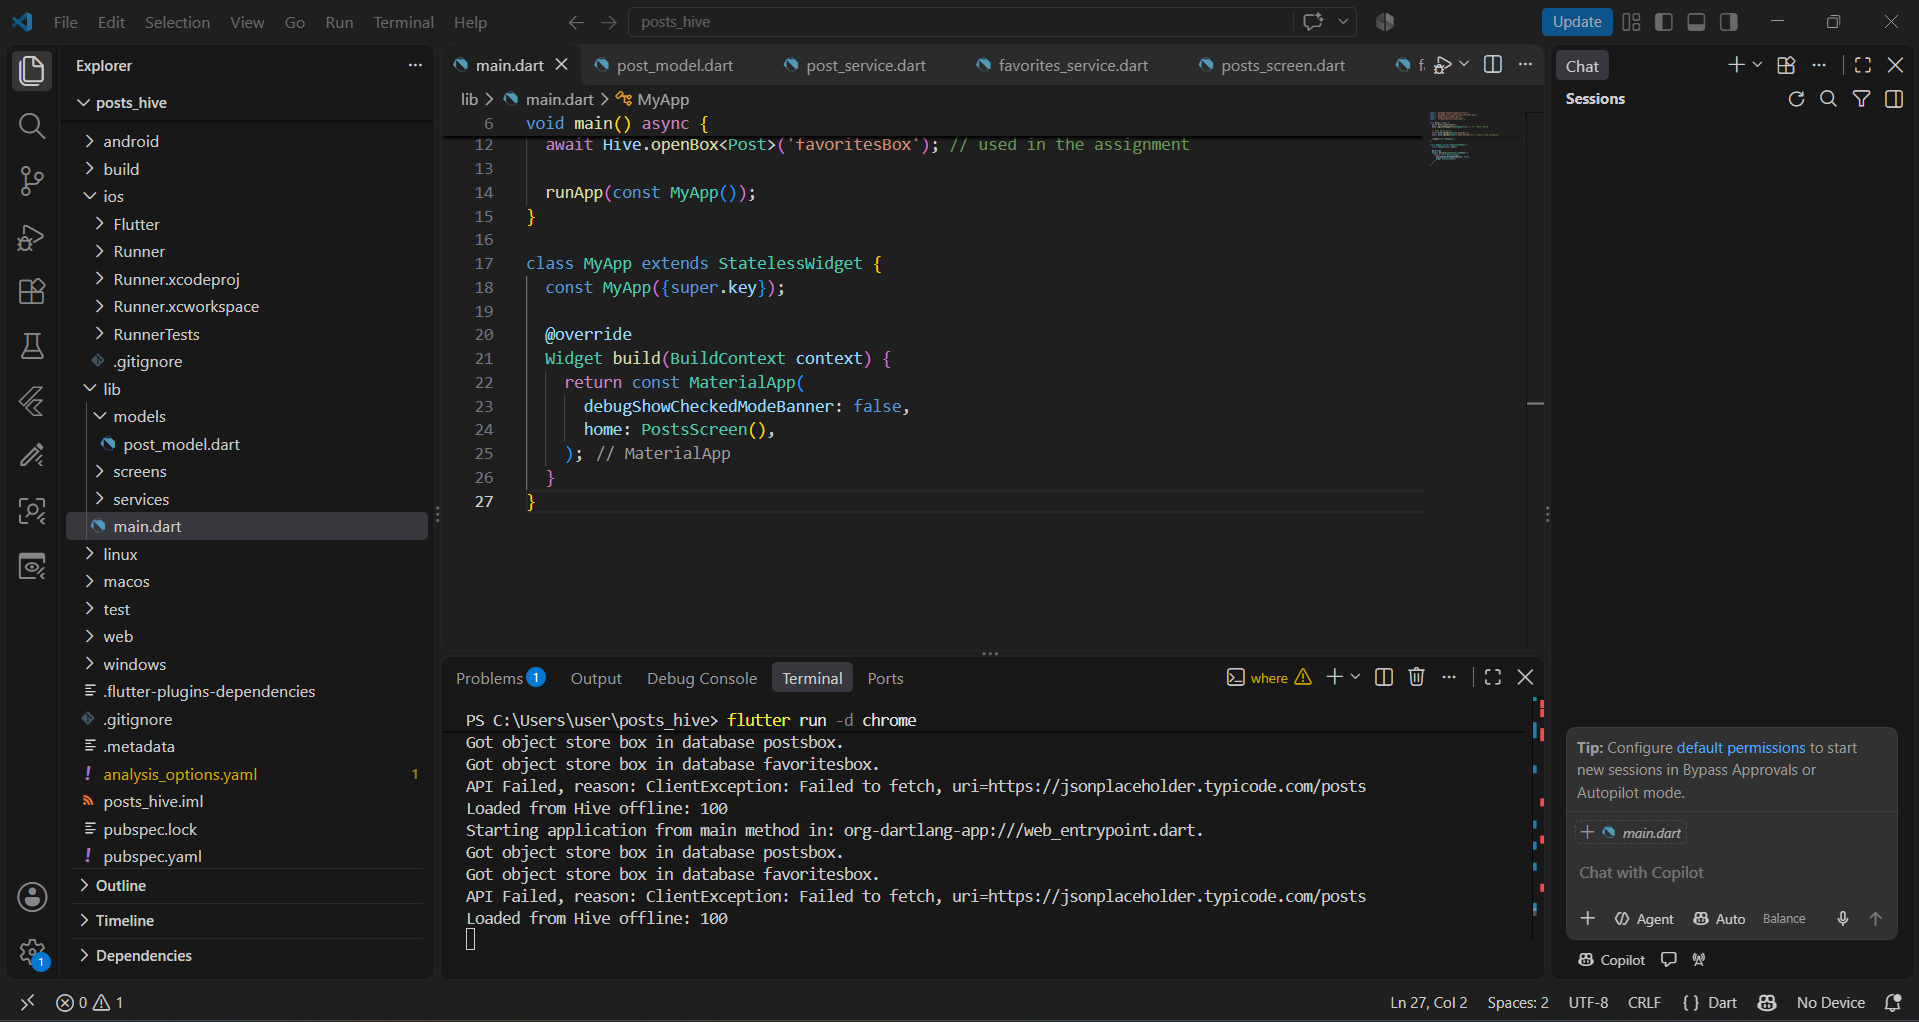 File Edit Selection View Go Run Terminal Help
posts_hive
Update
Explorer
posts_hive
android
build
ios
Flutter
Runner
Runner.xcodeproj
Runner.xcworkspace
RunnerTests
.gitignore
lib
models
post_model.dart
screens
services
main.dart
linux
macos
test
web
windows
.flutter-plugins-dependencies
.gitignore
.metadata
analysis_options.yaml 1
posts_hive.iml
pubspec.lock
pubspec.yaml
Outline
Timeline
Dependencies
1
main.dart post_model.dart post_service.dart favorites_service.dart posts_screen.dart
lib > main.dart > MyApp
6 void main() async {
12 await Hive.openBox<Post>('favoritesBox'); // used in the assignment
13
14 runApp(const MyApp());
15 }
16
17 class MyApp extends StatelessWidget {
18 const MyApp({super.key});
19
20 @override
21 Widget build(BuildContext context) {
22 return const MaterialApp(
23 debugShowCheckedModeBanner: false,
24 home: PostsScreen(),
25 ); // MaterialApp
26 }
27 }
Problems 1 Output Debug Console Terminal Ports
where
PS C:\Users\user\posts_hive> flutter run -d chrome
Got object store box in database postsbox.
Got object store box in database favoritesbox.
API Failed, reason: ClientException: Failed to fetch, uri=https://jsonplaceholder.typicode.com/posts
Loaded from Hive offline: 100
Starting application from main method in: org-dartlang-app:///web_entrypoint.dart.
Got object store box in database postsbox.
Got object store box in database favoritesbox.
API Failed, reason: ClientException: Failed to fetch, uri=https://jsonplaceholder.typicode.com/posts
Loaded from Hive offline: 100
Chat
Sessions
Tip: Configure default permissions to start
new sessions in Bypass Approvals or
Autopilot mode.
main.dart
Chat with Copilot
Agent Auto Balance
Copilot
0 1
Ln 27, Col 2 Spaces: 2 UTF-8 CRLF {} Dart No Device